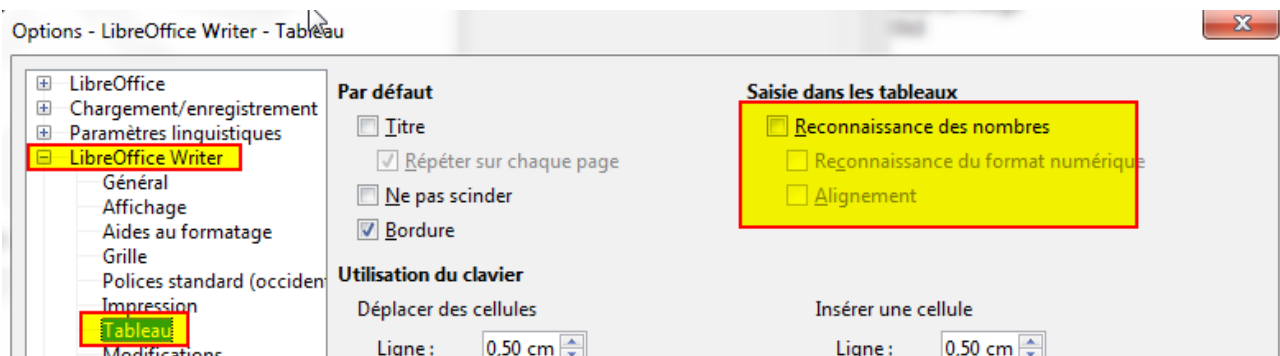 Options - LibreOffice Writer - Tableau
LibreOffice
Chargement/enregistrement
Paramètres linguistiques
LibreOffice Writer
Général
Affichage
Aides au formatage
Grille
Polices standard (occiden
Impression
Tableau
Modifications
Par défaut
Titre
Répéter sur chaque page
Ne pas scinder
Bordure
Saisie dans les tableaux
Reconnaissance des nombres
Reconnaissance du format numérique
Alignement
Utilisation du clavier
Déplacer des cellules
Ligne : 0,50 cm
Insérer une cellule
Ligne : 0,50 cm